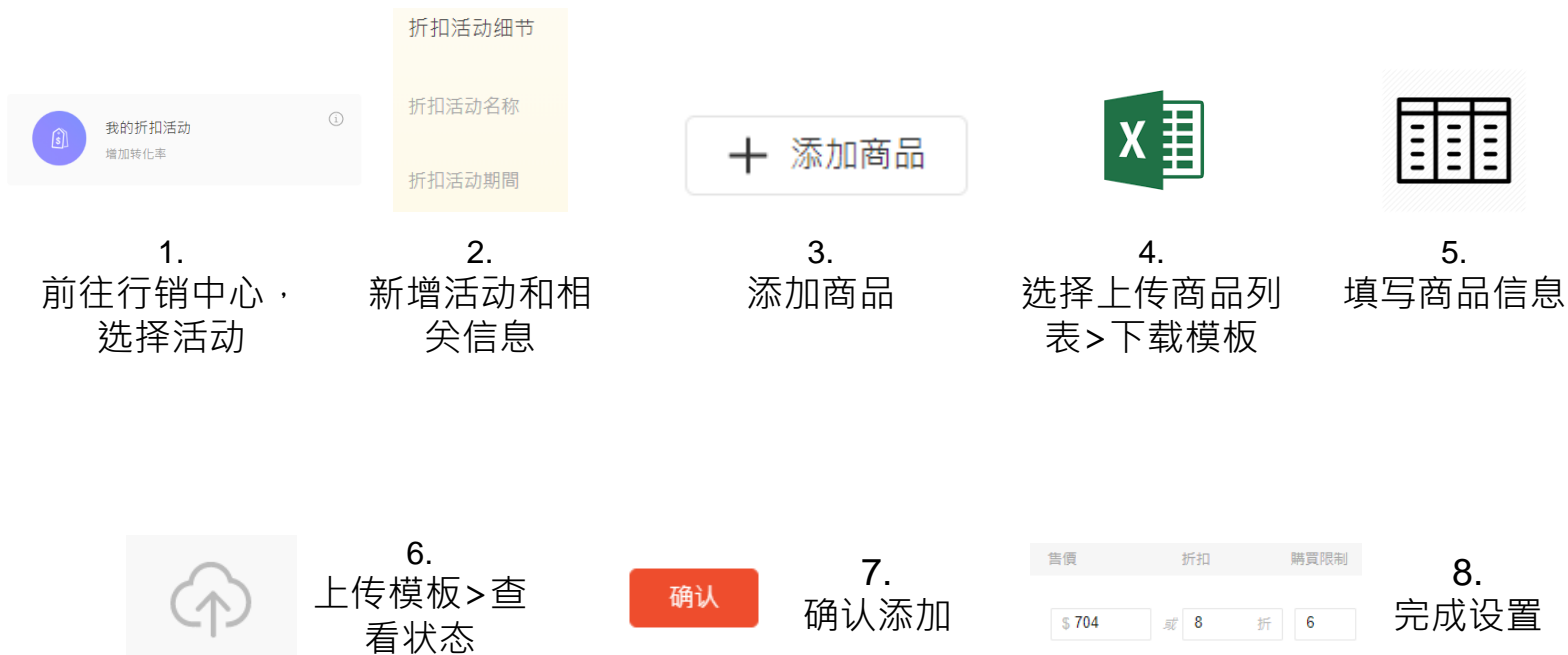 折扣活动细节
折扣活动名称
折扣活动期間
我的折扣活动
增加转化率
添加商品
X
1.
前往行销中心，
选择活动
2.
新增活动和相
关信息
3.
添加商品
4.
选择上传商品列
表>下载模板
5.
填写商品信息
6.
上传模板>查
看状态
确认
7.
确认添加
售價 折扣 購買限制
$ 704 或 8 折 6
8.
完成设置